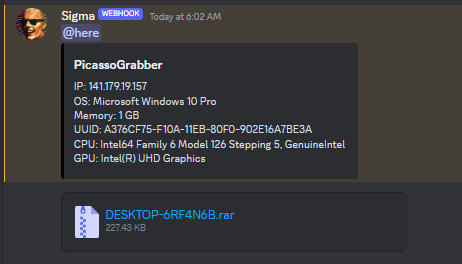 Sigma WEBHOOK Today at 6:02 AM
@here
PicassoGrabber
IP: 141.179.19.157
OS: Microsoft Windows 10 Pro
Memory: 1 GB
UUID: A376CF75-F10A-11EB-80F0-902E16A7BE3A
CPU: Intel64 Family 6 Model 126 Stepping 5, GenuineIntel
GPU: Intel(R) UHD Graphics
DESKTOP-6RF4N6B.rar
227.43 KB